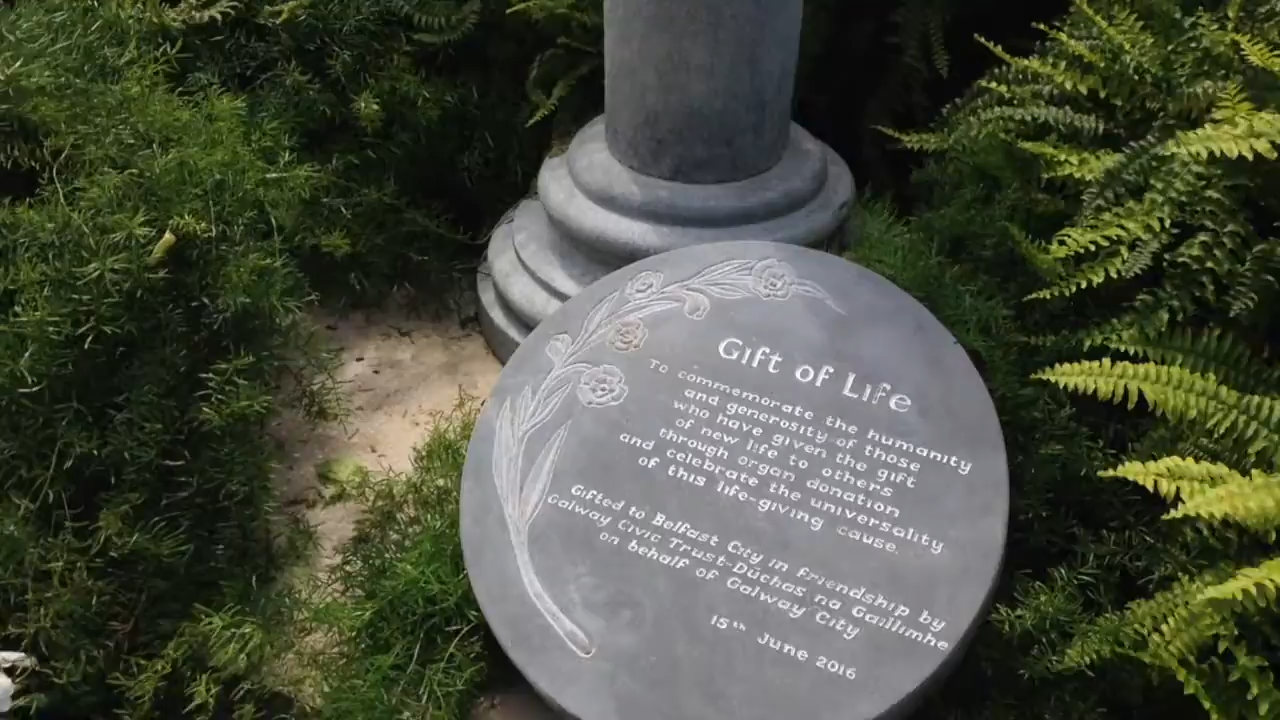 Gift of Life
To commemorate the humanity
and generosity of those
who have given the gift
of new life to others
through organ donation
and celebrate the universality
of this life-giving cause.
Gifted to Belfast City in friendship by
Galway Civic Trust-Dúchas na Gaillimhe
on behalf of Galway City
15th June 2016